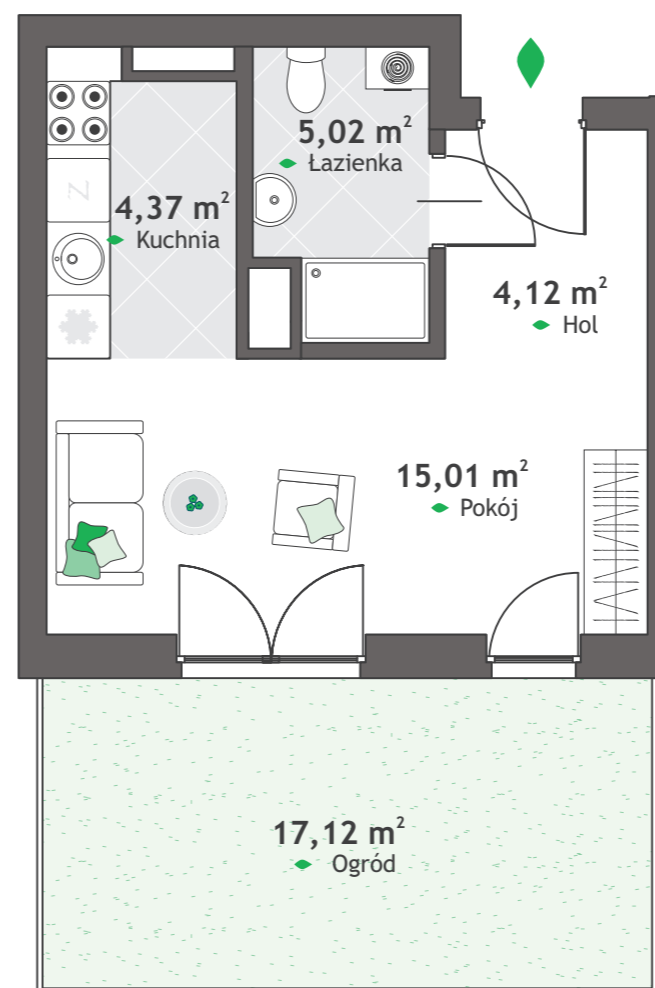 5,02 m²
Łazienka
4,37 m²
Kuchnia
Z
4,12 m²
Hol
15,01 m²
Pokój
17,12 m²
Ogród